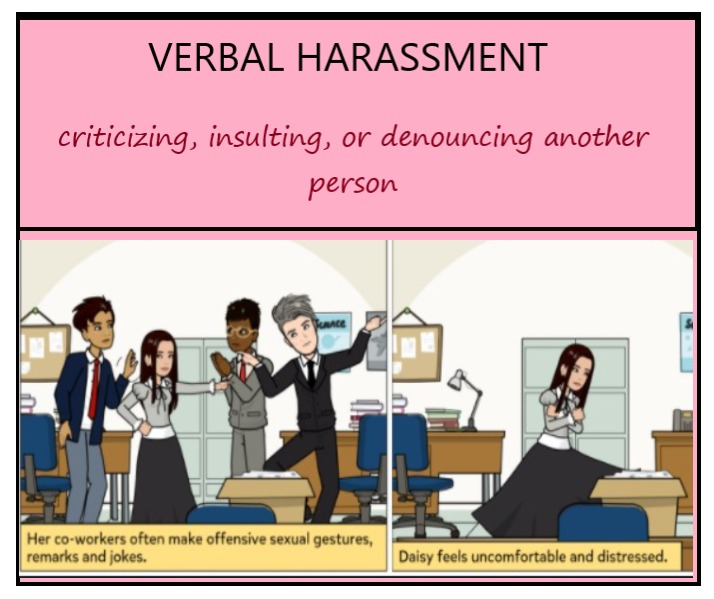 VERBAL HARASSMENT
criticizing, insulting, or denouncing another
person
Science
Her co-workers often make offensive sexual gestures,
remarks and jokes.
Daisy feels uncomfortable and distressed.